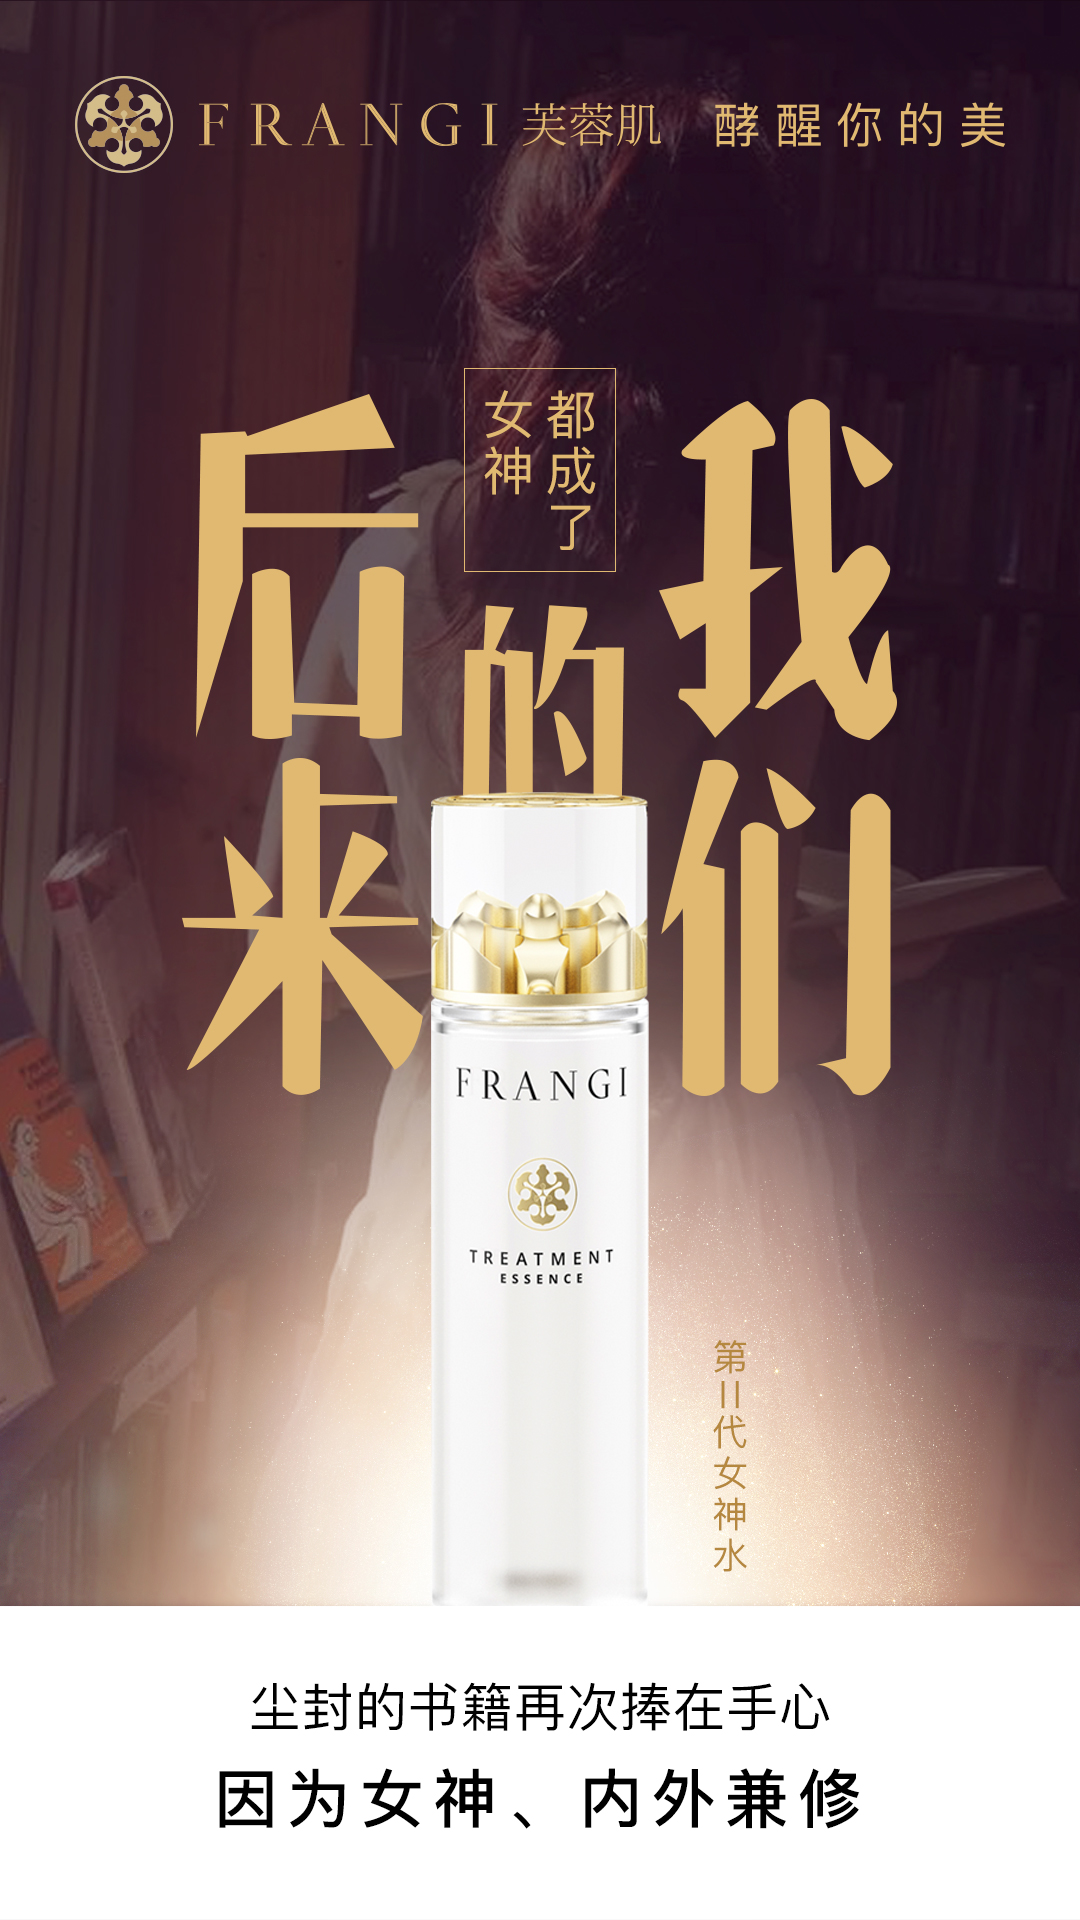 FRANGI 芙蓉肌 酵醒你的美
我们
的
后来
都成了
女神
FRANGI
TREATMENT
ESSENCE
第II代女神水
尘封的书籍再次捧在手心
因为女神、内外兼修